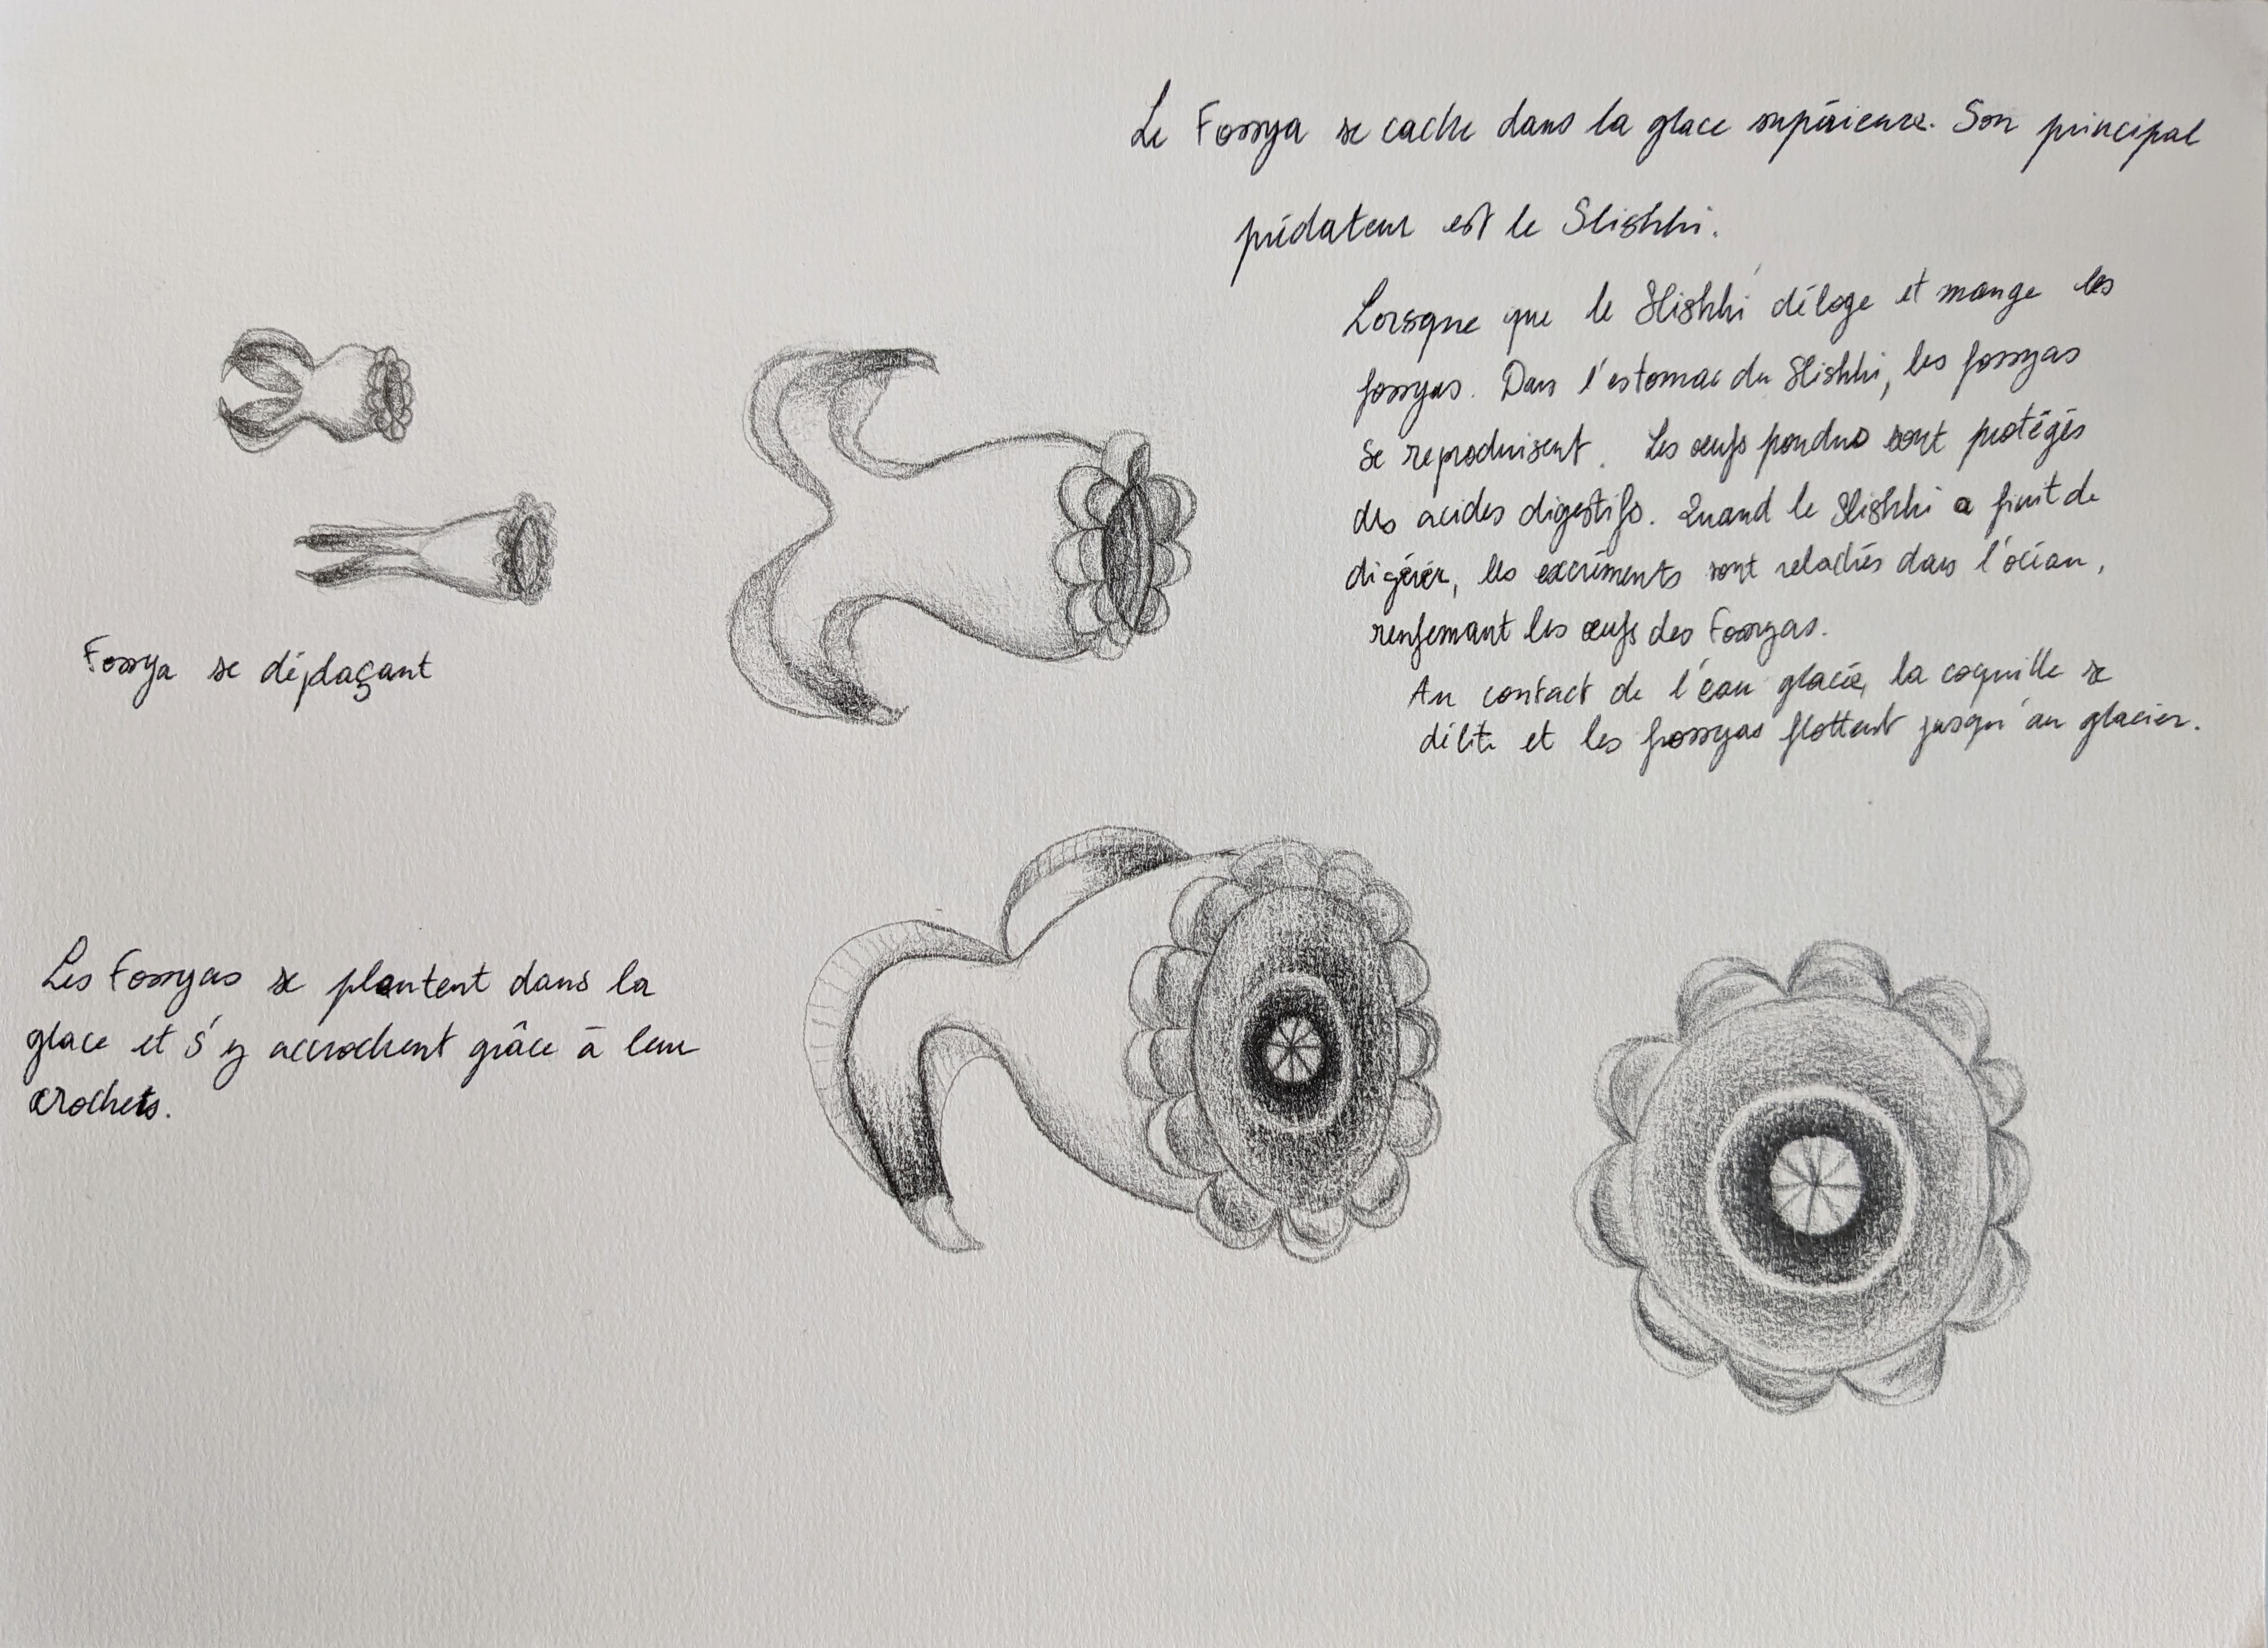 Le Fossya se cache dans la glace supérieure. Son principal
prédateur est le Slishhi.
Lorsque que le Slishhi déloge et mange les
fossyas. Dans l'estomac du Slishhi, les fossyas
se reproduisent. Les œufs pondus sont protégés
des acides digestifs. Quand le Slishhi a finit de
digérér, les excréments sont relachés dans l'océan,
renfermant les œufs des Fossyas.
Au contact de l'eau glacée, la coquille se
délite et les fossyas flottent jusqu'au glacier.
Fossya se déplaçant
Les Fossyas se plantent dans la
glace et s'y accrochent grâce à leur
crochets.